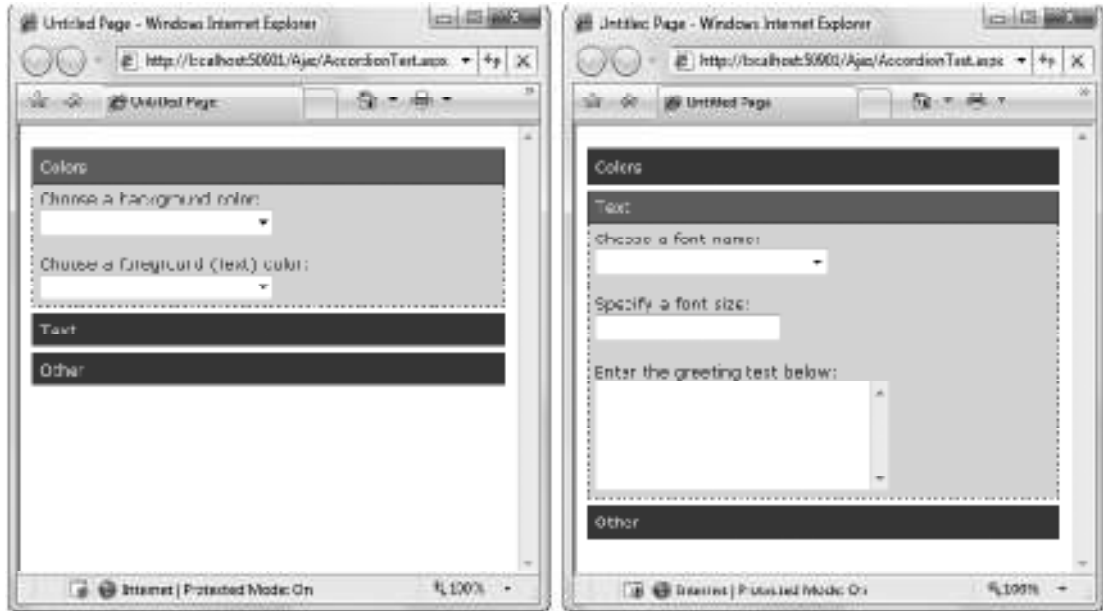 Untitled Page - Windows Internet Explorer
http://localhost:50901/Ajax/AccordionTest.aspx
Untitled Page
Colors
Choose a background color:
Choose a foreground (text) color:
Text
Other
Internet | Protected Mode: On
100%
Untitled Page - Windows Internet Explorer
http://localhost:50901/Ajax/AccordionTest.aspx
Untitled Page
Colors
Text
Choose a font name:
Specify a font size:
Enter the greeting text below:
Other
Internet | Protected Mode: On
100%